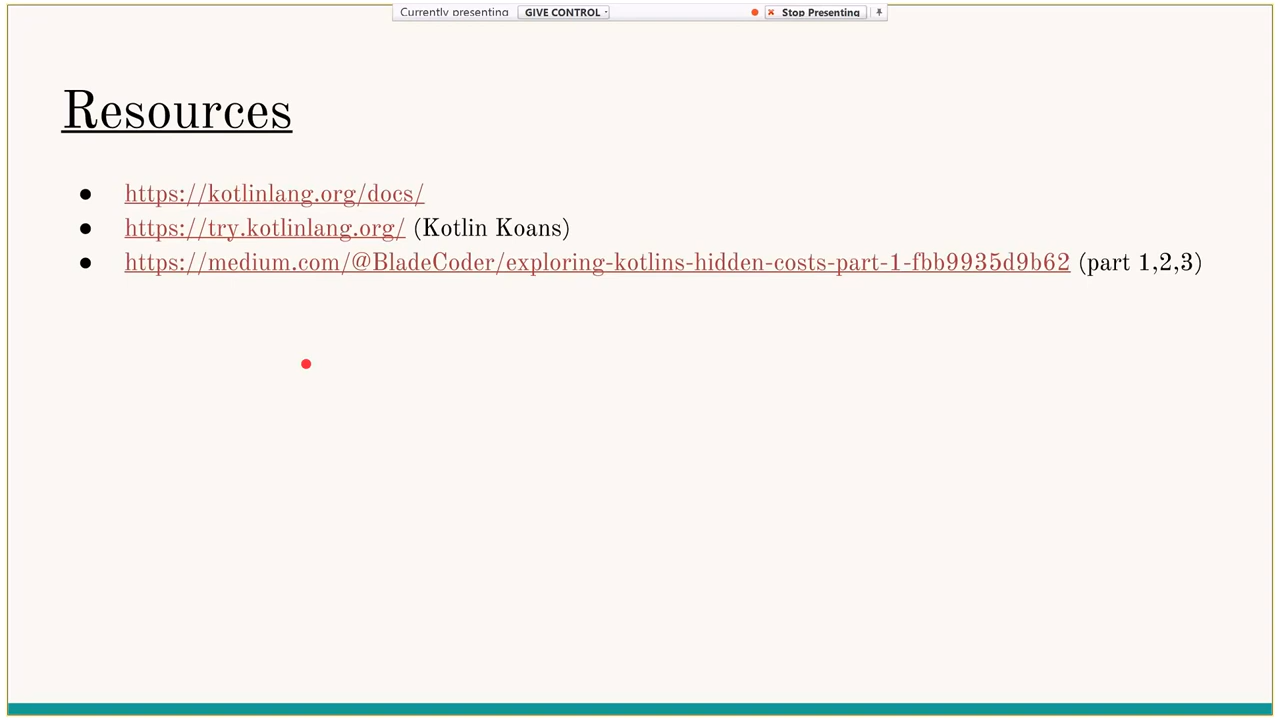 Currently presenting GIVE CONTROL Stop Presenting
Resources
● https://kotlinlang.org/docs/
● https://try.kotlinlang.org/ (Kotlin Koans)
● https://medium.com/@BladeCoder/exploring-kotlins-hidden-costs-part-1-fbb9935d9b62 (part 1,2,3)